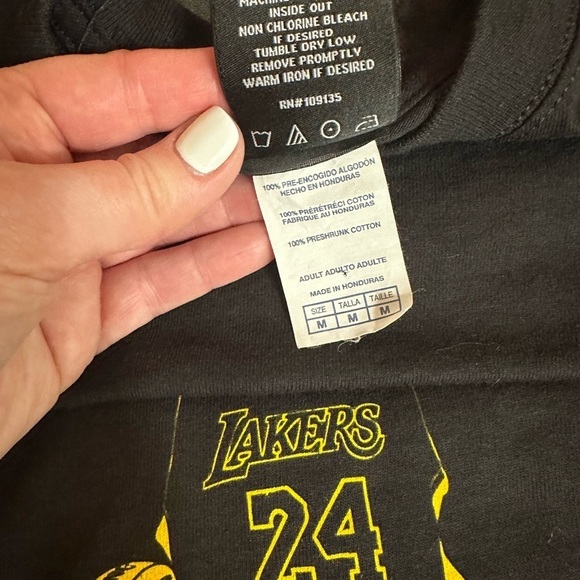 MACHINE
INSIDE OUT
NON CHLORINE BLEACH
IF DESIRED
TUMBLE DRY LOW
REMOVE PROMPTLY
WARM IRON IF DESIRED
RN#109135
100% PRE-ENCOGIDO ALGODÓN
HECHO EN HONDURAS
100% PRÉRÉTRÉCI COTON
FABRIQUÉ AU HONDURAS
100% PRESHRUNK COTTON
ADULT ADULTO ADULTE
MADE IN HONDURAS
SIZE TALLA TAILLE
M M M
LAKERS
24